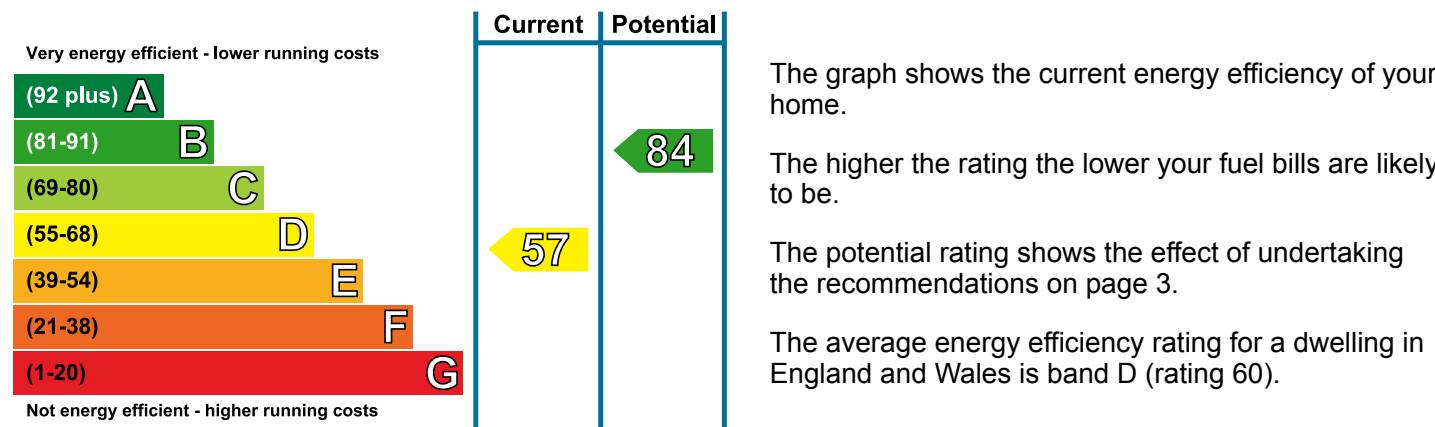 Current Potential
Very energy efficient - lower running costs
(92 plus) A
(81-91) B
84
(69-80) C
(55-68) D
57
(39-54) E
(21-38) F
(1-20) G
Not energy efficient - higher running costs
The graph shows the current energy efficiency of your
home.
The higher the rating the lower your fuel bills are likely
to be.
The potential rating shows the effect of undertaking
the recommendations on page 3.
The average energy efficiency rating for a dwelling in
England and Wales is band D (rating 60).